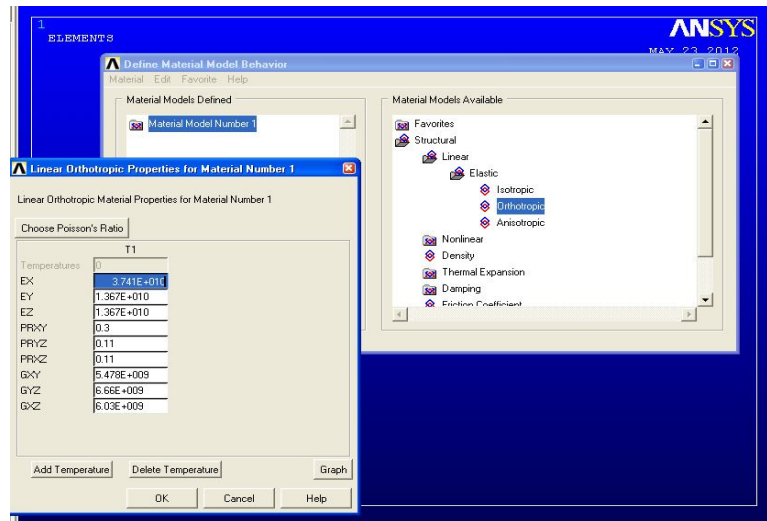 1
ELEMENTS
ANSYS
MAY 23 2012
Define Material Model Behavior
Material Edit Favorite Help
Material Models Defined
Material Model Number 1
Material Models Available
Favorites
Structural
Linear
Elastic
Isotropic
Orthotropic
Anisotropic
Nonlinear
Density
Thermal Expansion
Damping
Friction Coefficient
Linear Orthotropic Properties for Material Number 1
Linear Orthotropic Material Properties for Material Number 1
Choose Poisson's Ratio
T1
Temperatures 0
EX 3.741E+010
EY 1.367E+010
EZ 1.367E+010
PRXY 0.3
PRYZ 0.11
PRXZ 0.11
GXY 5.478E+009
GYZ 6.66E+009
GXZ 6.03E+009
Add Temperature Delete Temperature Graph
OK Cancel Help